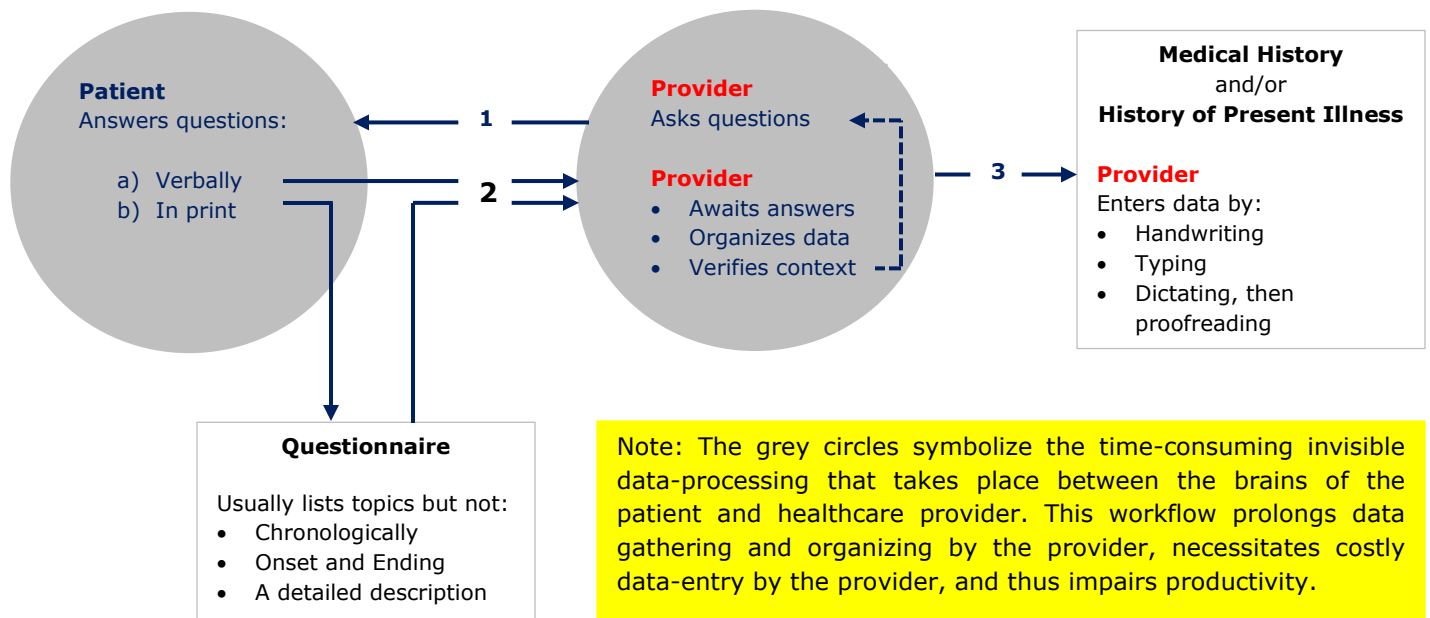 Patient
Answers questions:
a) Verbally
b) In print
1
2
Provider
Asks questions
Provider
• Awaits answers
• Organizes data
• Verifies context
3
Medical History
and/or
History of Present Illness
Provider
Enters data by:
• Handwriting
• Typing
• Dictating, then
proofreading
Questionnaire
Usually lists topics but not:
• Chronologically
• Onset and Ending
• A detailed description
Note: The grey circles symbolize the time-consuming invisible
data-processing that takes place between the brains of the
patient and healthcare provider. This workflow prolongs data
gathering and organizing by the provider, necessitates costly
data-entry by the provider, and thus impairs productivity.